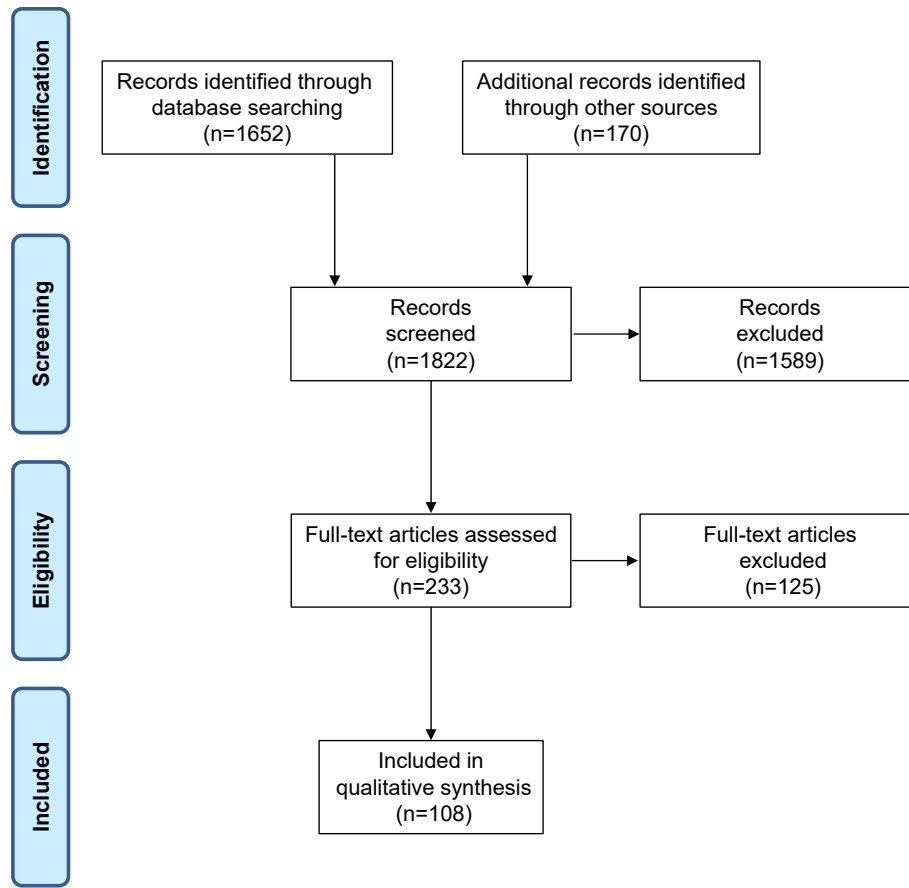 Identification
Records identified through
database searching
(n=1652)
Additional records identified
through other sources
(n=170)
Screening
Records
screened
(n=1822)
Records
excluded
(n=1589)
Eligibility
Full-text articles assessed
for eligibility
(n=233)
Full-text articles
excluded
(n=125)
Included
Included in
qualitative synthesis
(n=108)